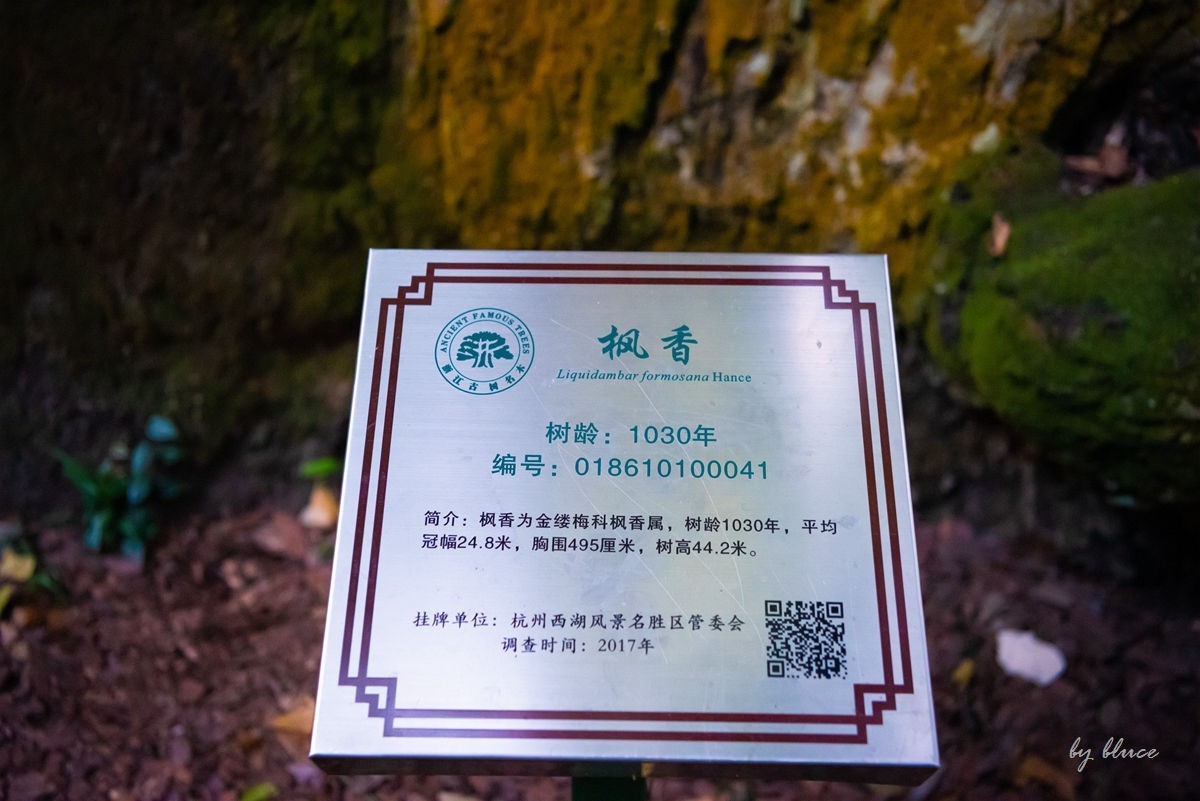 ANCIENT FAMOUS TREES
浙江古树名木
枫香
Liquidambar formosana Hance
树龄：1030年
编号：018610100041
简介：枫香为金缕梅科枫香属，树龄1030年，平均
冠幅24.8米，胸围495厘米，树高44.2米。
挂牌单位：杭州西湖风景名胜区管委会
调查时间：2017年
by bluce